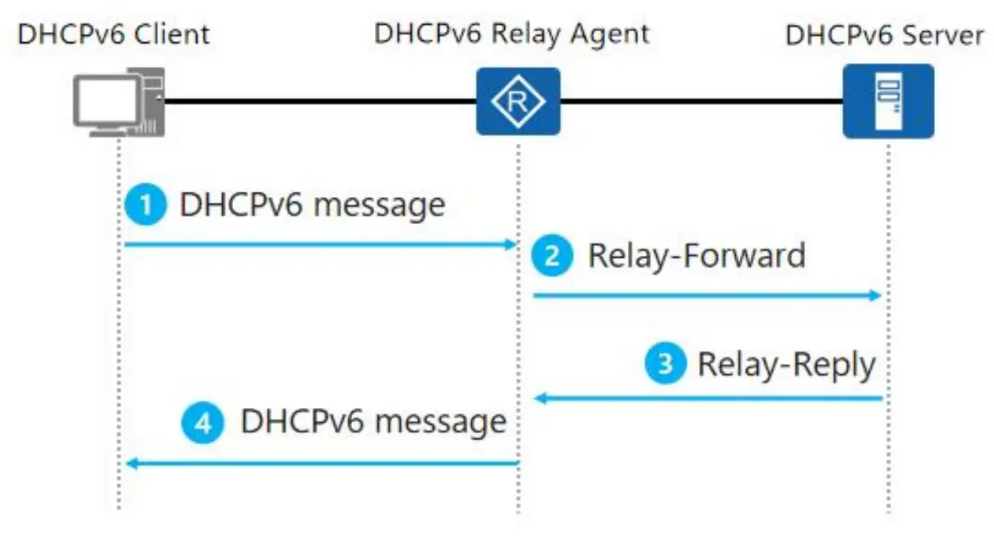 DHCPv6 Client
DHCPv6 Relay Agent
DHCPv6 Server
R
1 DHCPv6 message
2 Relay-Forward
3 Relay-Reply
4 DHCPv6 message